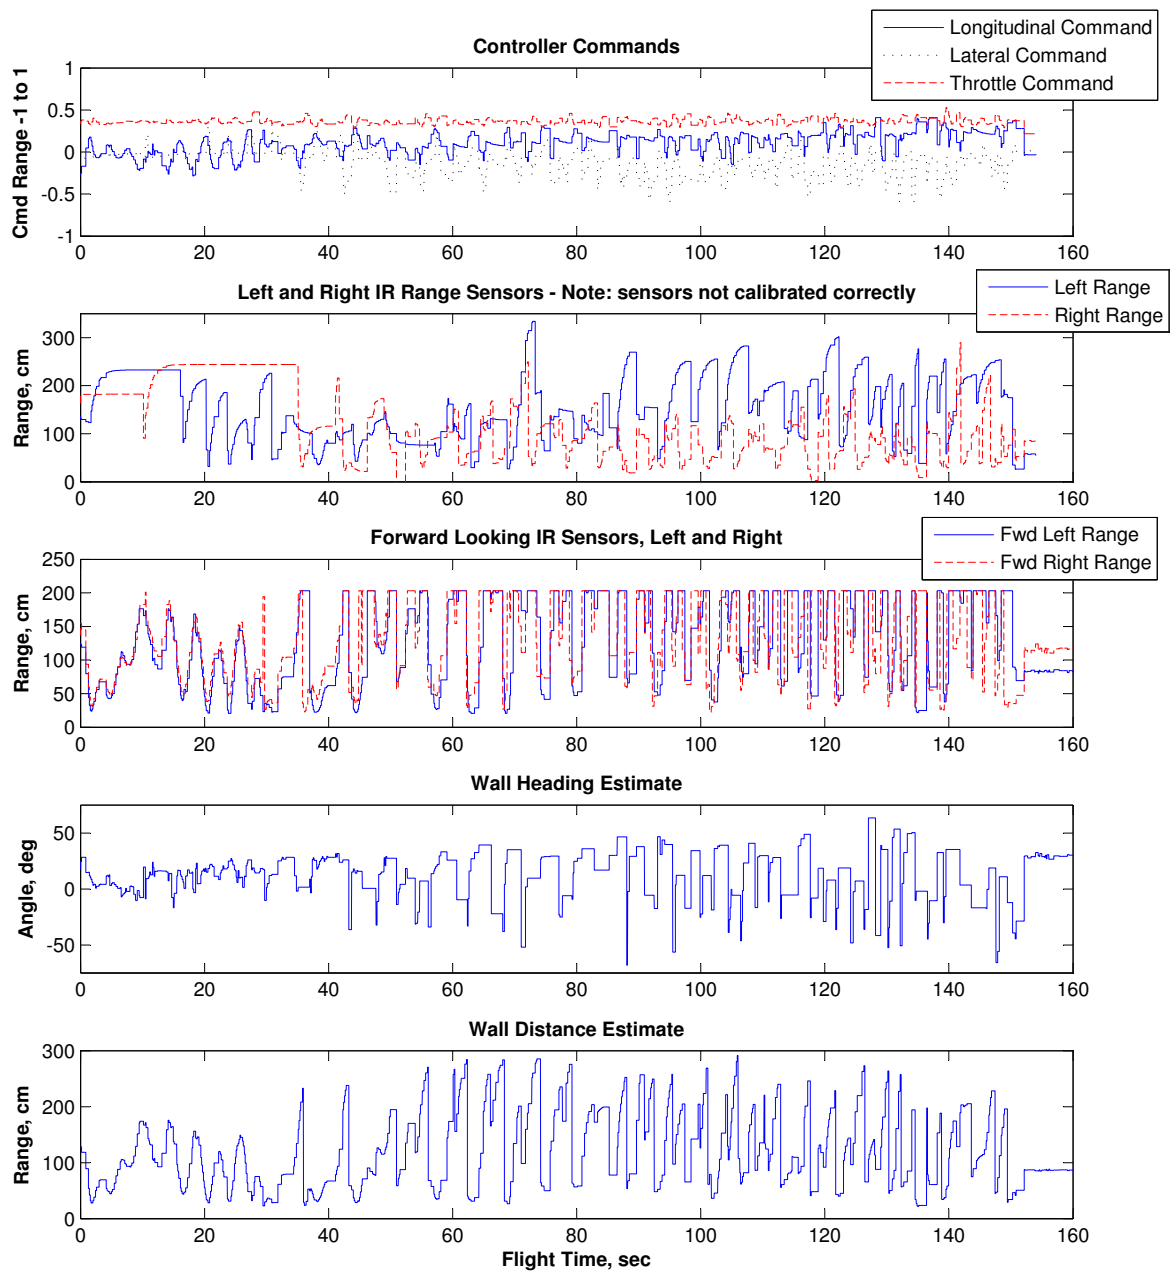 Controller Commands
Longitudinal Command
Lateral Command
Throttle Command
Cmd Range -1 to 1
1
0.5
0
-0.5
-1
0 20 40 60 80 100 120 140 160
Left and Right IR Range Sensors - Note: sensors not calibrated correctly
Left Range
Right Range
Range, cm
300
200
100
0
0 20 40 60 80 100 120 140 160
Forward Looking IR Sensors, Left and Right
Fwd Left Range
Fwd Right Range
Range, cm
250
200
150
100
50
0
0 20 40 60 80 100 120 140 160
Wall Heading Estimate
Angle, deg
50
0
-50
0 20 40 60 80 100 120 140 160
Wall Distance Estimate
Range, cm
300
200
100
0
0 20 40 60 80 100 120 140 160
Flight Time, sec